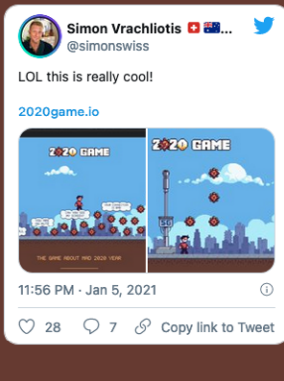 Simon Vrachliotis 🇨🇭 🇦🇺...
@simonswiss
LOL this is really cool!
2020game.io
2020 GAME
THE GAME ABOUT MAD 2020 YEAR
2020 GAME
11:56 PM · Jan 5, 2021
28 7 Copy link to Tweet